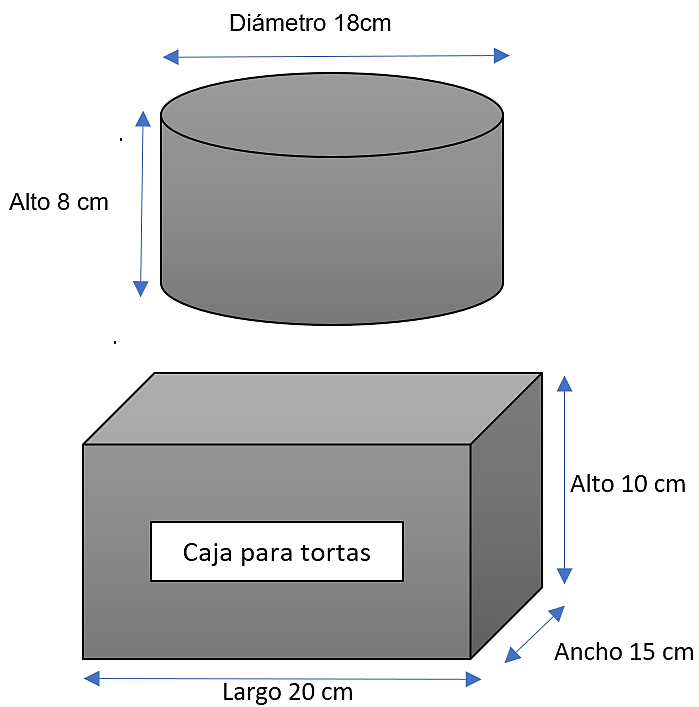 Diámetro 18cm
Alto 8 cm
Alto 10 cm
Caja para tortas
Ancho 15 cm
Largo 20 cm